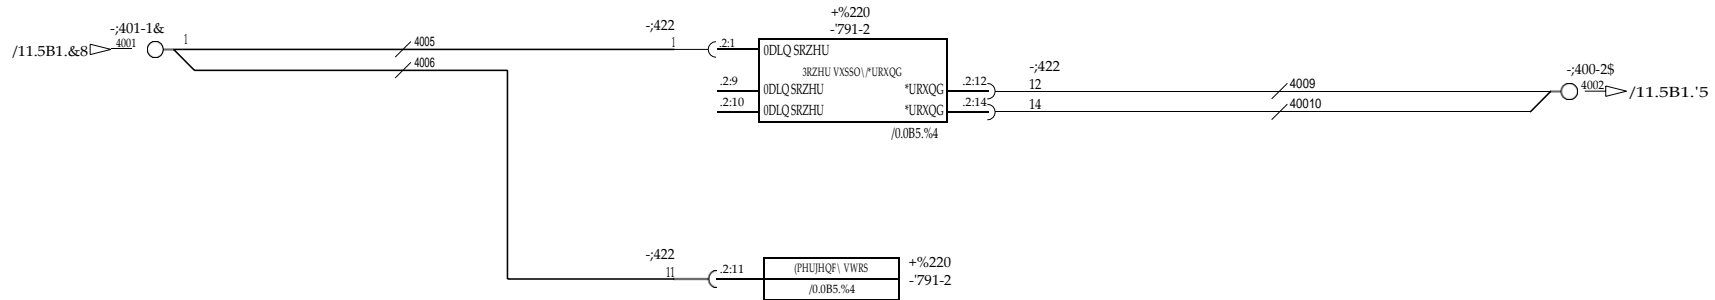 +%220
-'791-2
-;401-1&
/11.5B1.&8
4001
1
4005
4006
-;422
1
.2:1
0DLQ SRZHU
3RZHU VXSSO\/*URXQG
.2:9
0DLQ SRZHU
*URXQG
.2:12
.2:10
0DLQ SRZHU
*URXQG
.2:14
/0.0B5.%4
-;422
12
14
4009
40010
-;400-2$
4002
/11.5B1.'5
-;422
11
.2:11
(PHUJHQF\ VWRS
/0.0B5.%4
+%220
-'791-2